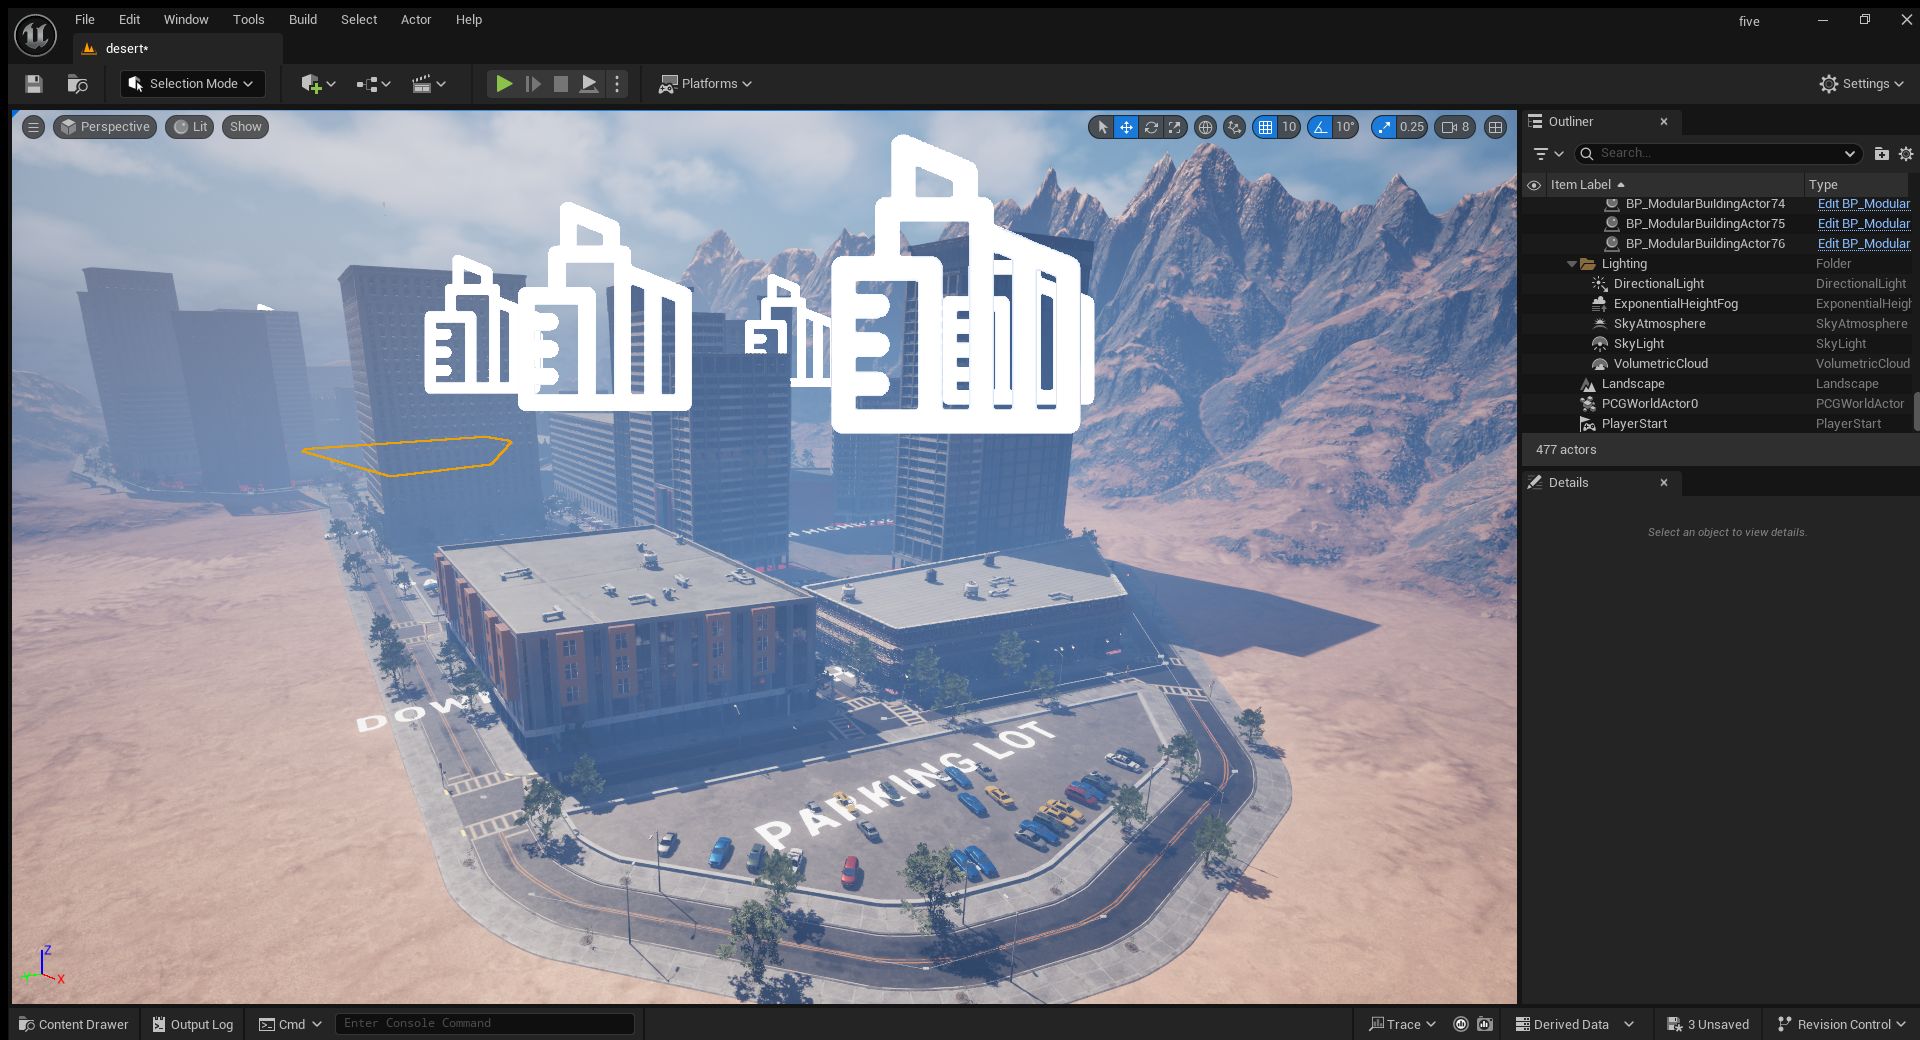 File Edit Window Tools Build Select Actor Help
five
desert*
Selection Mode
Platforms
Settings
Perspective Lit Show
10 10° 0.25 8
Outliner
Search...
Item Label Type
BP_ModularBuildingActor74 Edit BP_Modular
BP_ModularBuildingActor75 Edit BP_Modular
BP_ModularBuildingActor76 Edit BP_Modular
Lighting Folder
DirectionalLight DirectionalLight
ExponentialHeightFog ExponentialHeigh
SkyAtmosphere SkyAtmosphere
SkyLight SkyLight
VolumetricCloud VolumetricCloud
Landscape Landscape
PCGWorldActor0 PCGWorldActor
PlayerStart PlayerStart
477 actors
Details
Select an object to view details.
DOW
PARKING LOT
Z
X
Content Drawer Output Log Cmd Enter Console Command Trace Derived Data 3 Unsaved Revision Control